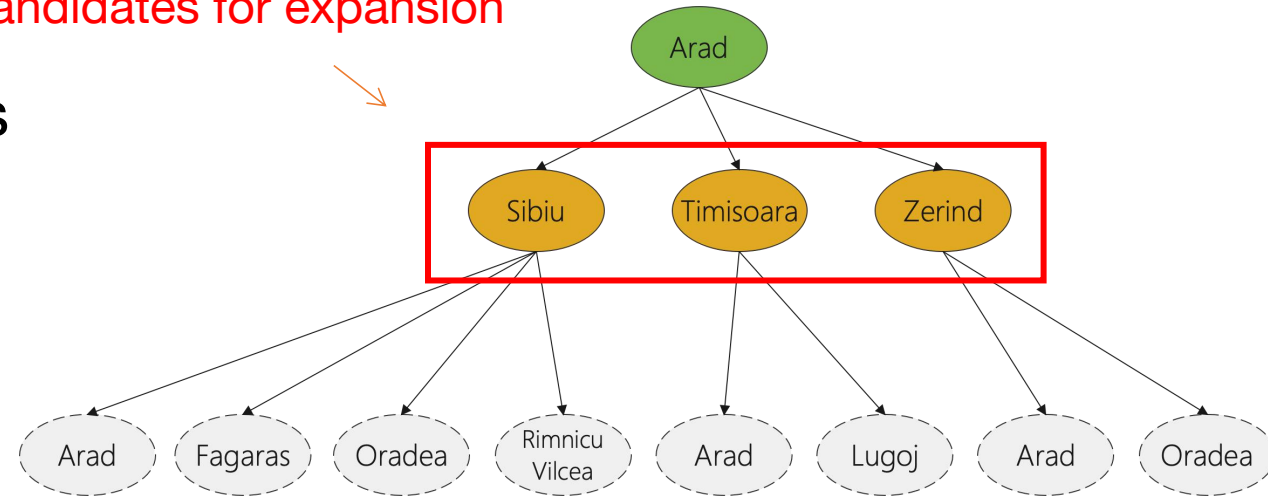 andidates for expansion
s
Arad
Sibiu Timisoara Zerind
Arad Fagaras Oradea Rimnicu Vilcea Arad Lugoj Arad Oradea